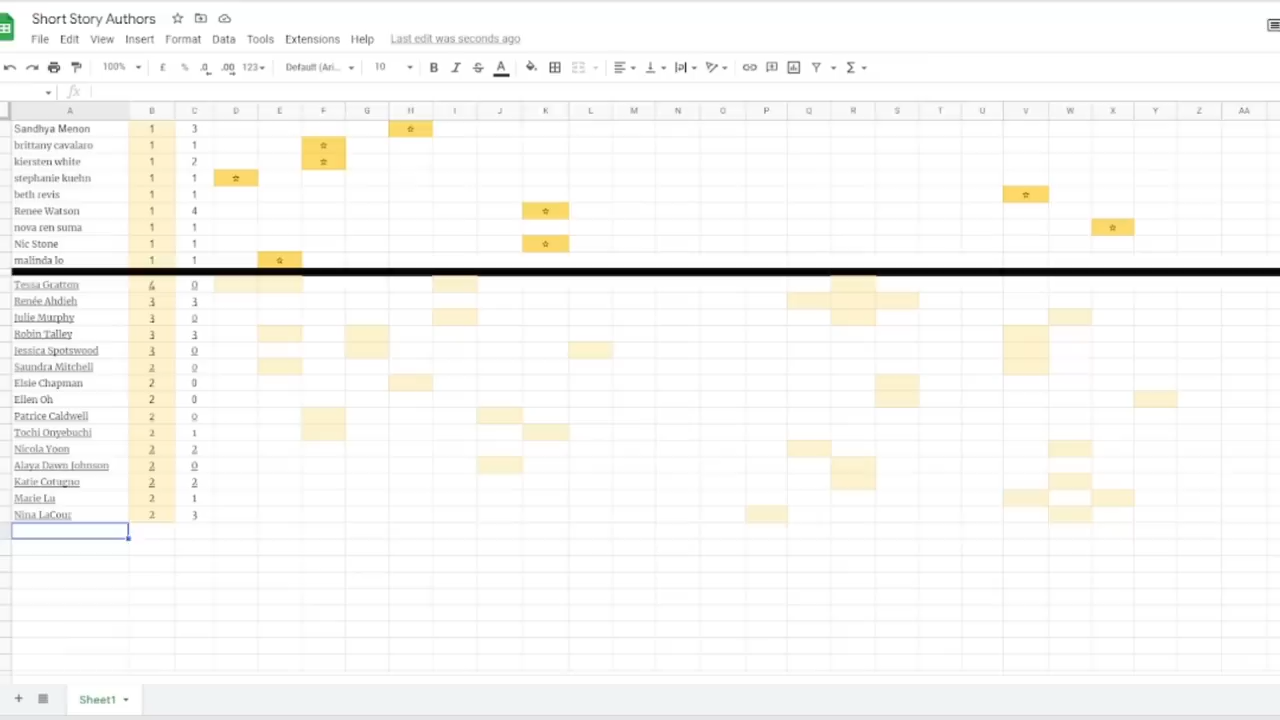 Short Story Authors
File Edit View Insert Format Data Tools Extensions Help Last edit was seconds ago
100% £ % .0 .00 123 Default (Ari... 10 B I S A
fx
A B C D E F G H I J K L M N O P Q R S T U V W X Y Z AA
Sandhya Menon 1 3 ☆
brittany cavalaro 1 1 ☆
kiersten white 1 2 ☆
stephanie kuehn 1 1 ☆
beth revis 1 1 ☆
Renee Watson 1 4 ☆
nova ren suma 1 1 ☆
Nic Stone 1 1 ☆
malinda lo 1 1 ☆
Tessa Gratton 4 0
Renée Ahdieh 3 3
Julie Murphy 3 0
Robin Talley 3 3
Jessica Spotswood 3 0
Saundra Mitchell 2 0
Elsie Chapman 2 0
Ellen Oh 2 0
Patrice Caldwell 2 0
Tochi Onyebuchi 2 1
Nicola Yoon 2 2
Alaya Dawn Johnson 2 0
Katie Cotugno 2 2
Marie Lu 2 1
Nina LaCour 2 3
Sheet1